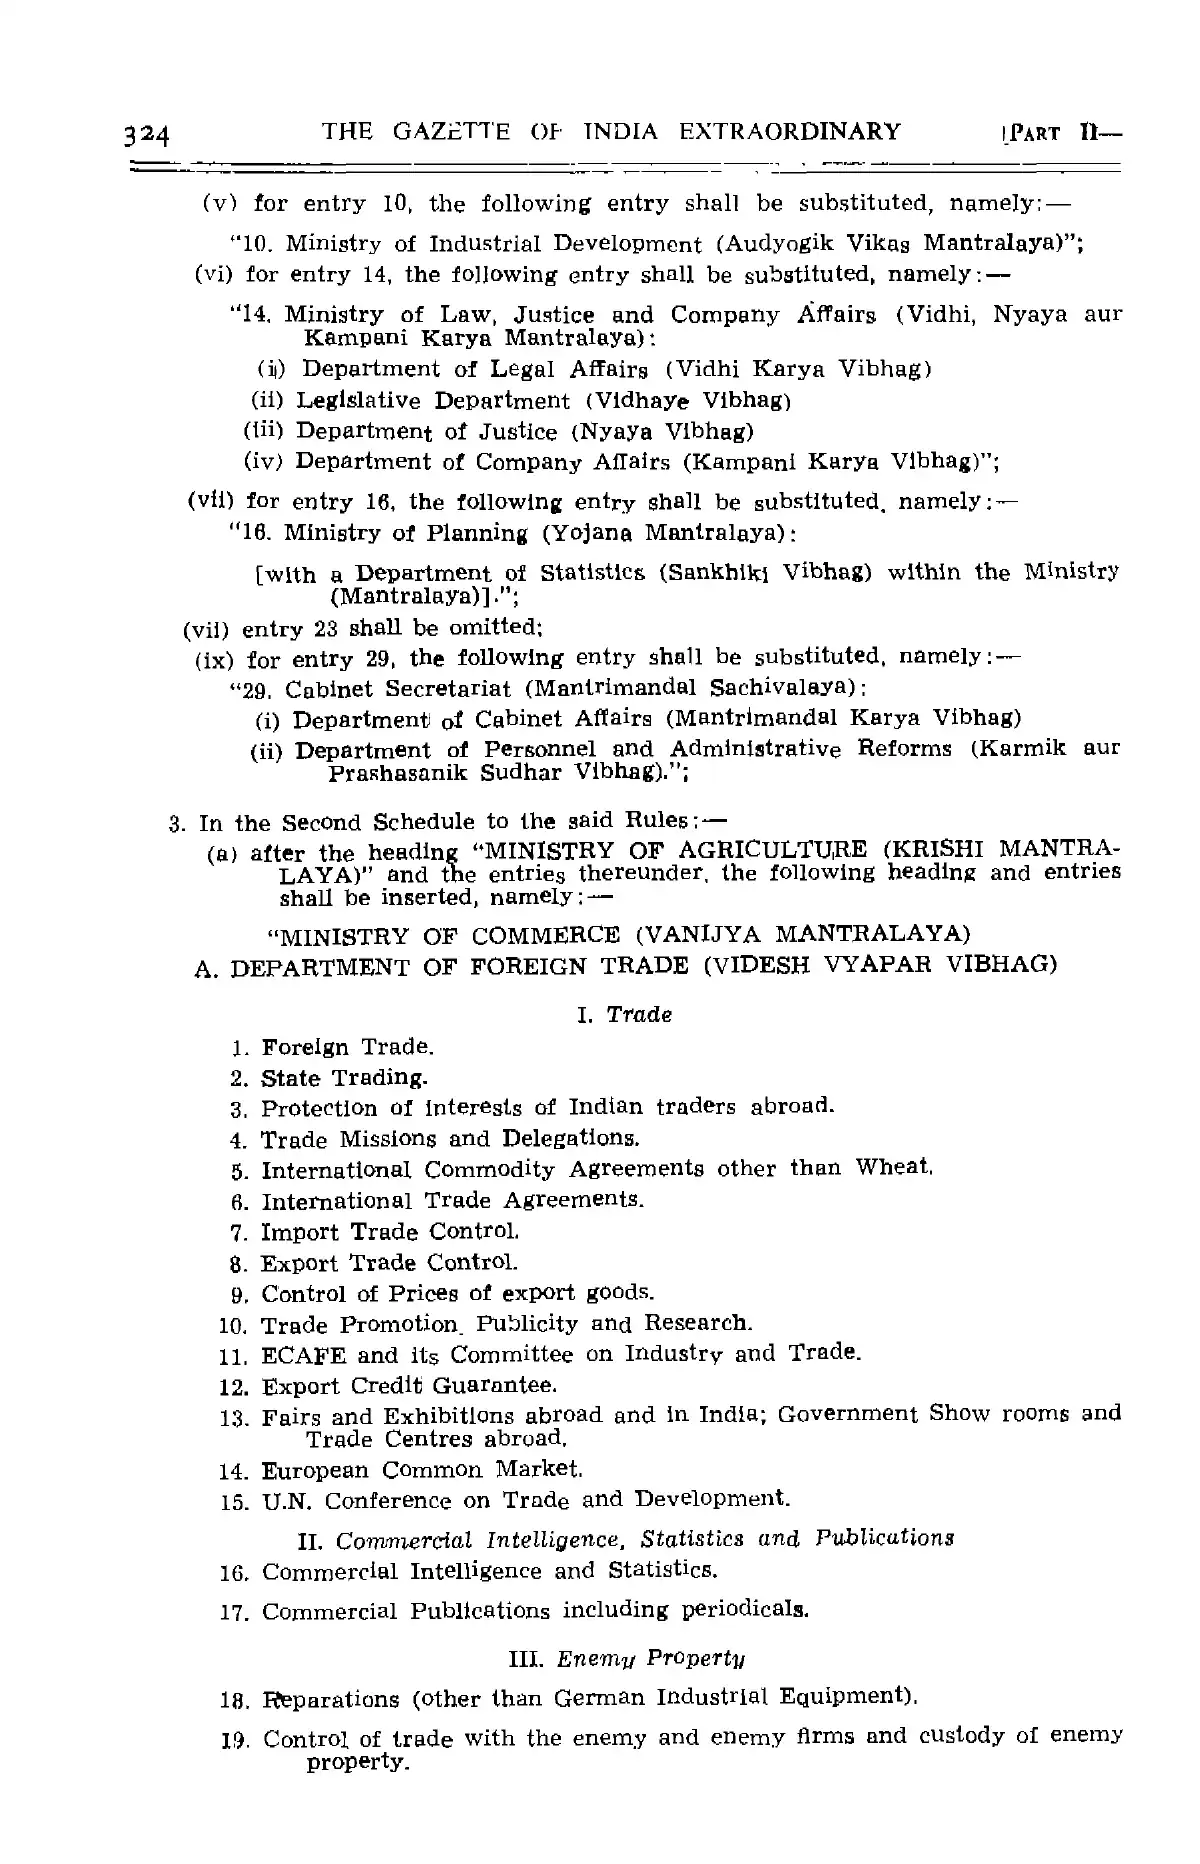 324 THE GAZETTE OF INDIA EXTRAORDINARY [PART II—
(v) for entry 10, the following entry shall be substituted, namely:—
"10. Ministry of Industrial Development (Audyogik Vikas Mantralaya)";
(vi) for entry 14, the following entry shall be substituted, namely:—
"14. Ministry of Law, Justice and Company Affairs (Vidhi, Nyaya aur
Kampani Karya Mantralaya):
(i) Department of Legal Affairs (Vidhi Karya Vibhag)
(ii) Legislative Department (Vidhaye Vibhag)
(iii) Department of Justice (Nyaya Vibhag)
(iv) Department of Company Affairs (Kampani Karya Vibhag)";
(vii) for entry 16, the following entry shall be substituted, namely:—
"16. Ministry of Planning (Yojana Mantralaya):
[with a Department of Statistics (Sankhiki Vibhag) within the Ministry
(Mantralaya)].";
(vii) entry 23 shall be omitted;
(ix) for entry 29, the following entry shall be substituted, namely:—
"29. Cabinet Secretariat (Mantrimandal Sachivalaya):
(i) Department of Cabinet Affairs (Mantrimandal Karya Vibhag)
(ii) Department of Personnel and Administrative Reforms (Karmik aur
Prashasanik Sudhar Vibhag).";
3. In the Second Schedule to the said Rules:—
(a) after the heading "MINISTRY OF AGRICULTURE (KRISHI MANTRA-
LAYA)" and the entries thereunder, the following heading and entries
shall be inserted, namely:—
"MINISTRY OF COMMERCE (VANIJYA MANTRALAYA)
A. DEPARTMENT OF FOREIGN TRADE (VIDESH VYAPAR VIBHAG)
I. Trade
1. Foreign Trade.
2. State Trading.
3. Protection of interests of Indian traders abroad.
4. Trade Missions and Delegations.
5. International Commodity Agreements other than Wheat.
6. International Trade Agreements.
7. Import Trade Control.
8. Export Trade Control.
9. Control of Prices of export goods.
10. Trade Promotion, Publicity and Research.
11. ECAFE and its Committee on Industry and Trade.
12. Export Credit Guarantee.
13. Fairs and Exhibitions abroad and in India; Government Show rooms and
Trade Centres abroad.
14. European Common Market.
15. U.N. Conference on Trade and Development.
II. Commercial Intelligence, Statistics and Publications
16. Commercial Intelligence and Statistics.
17. Commercial Publications including periodicals.
III. Enemy Property
18. Reparations (other than German Industrial Equipment).
19. Control of trade with the enemy and enemy firms and custody of enemy
property.